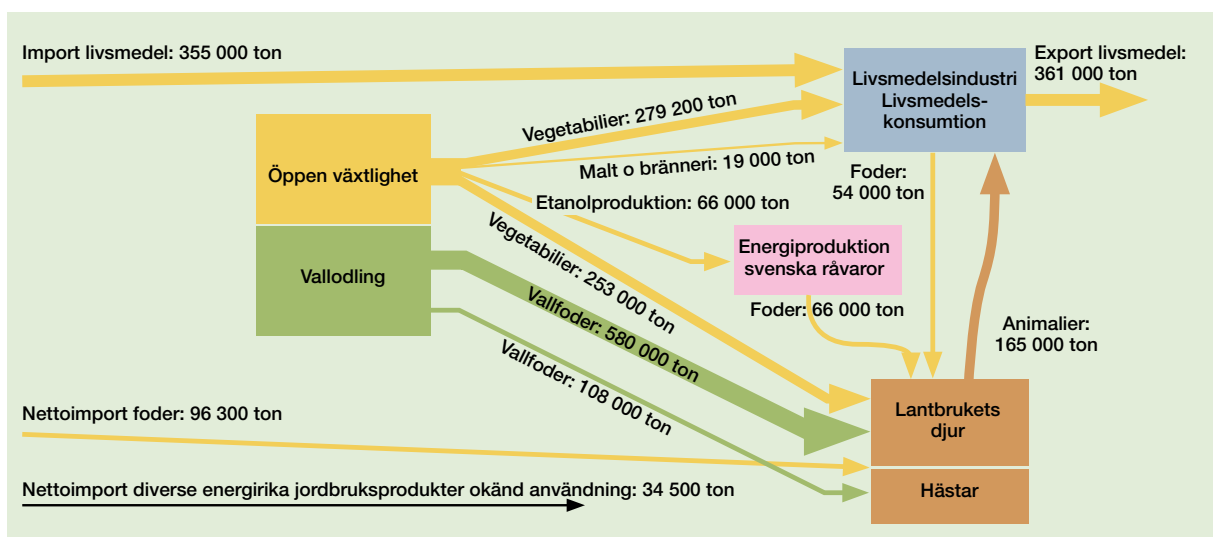 Import livsmedel: 355 000 ton
Export livsmedel:
361 000 ton
Livsmedelsindustri
Livsmedels-
konsumtion
Vegetabilier: 279 200 ton
Malt o bränneri: 19 000 ton
Öppen växtlighet
Foder:
54 000 ton
Etanolproduktion: 66 000 ton
Vegetabilier: 253 000 ton
Energiproduktion
svenska råvaror
Vallodling
Foder: 66 000 ton
Vallfoder: 580 000 ton
Animalier:
165 000 ton
Vallfoder: 108 000 ton
Nettoimport foder: 96 300 ton
Lantbrukets
djur
Nettoimport diverse energirika jordbruksprodukter okänd användning: 34 500 ton
Hästar